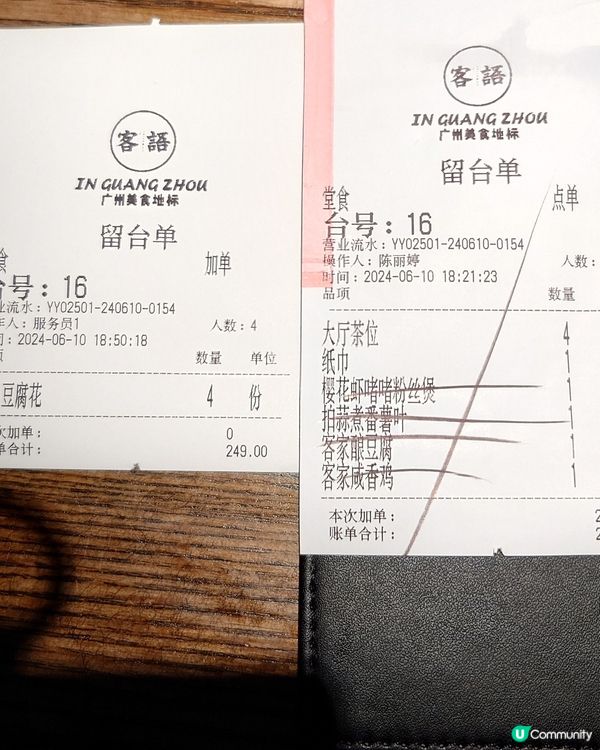 客語
IN GUANG ZHOU
广州美食地标
留台单
食 加单
台号：16
业流水：YY02501-240610-0154
作人：服务员1 人数：4
间：2024-06-10 18:50:18
项 数量 单位
豆腐花 4 份
次加单： 0
单合计： 249.00
客語
IN GUANG ZHOU
广州美食地标
留台单
堂食 点单
台号：16
营业流水：YY02501-240610-0154
操作人：陈丽婷 人数：
时间：2024-06-10 18:21:23
品项 数量
大厅茶位 4
纸巾 1
樱花虾啫啫粉丝煲 1
拍蒜煮番薯叶 1
客家酿豆腐 1
客家咸香鸡 1
本次加单： 2
账单合计： 2
U Community